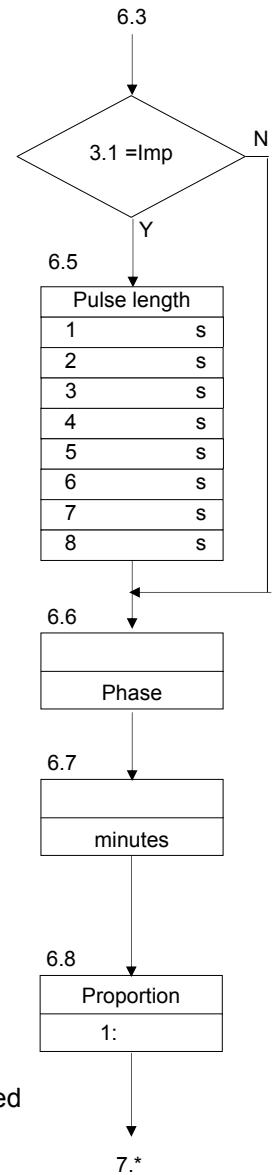 6.3
3.1 =Imp
N
Y
6.5
Pulse length
1 s
2 s
3 s
4 s
5 s
6 s
7 s
8 s
6.6
Phase
6.7
minutes
6.8
Proportion
1:
ed
7.*